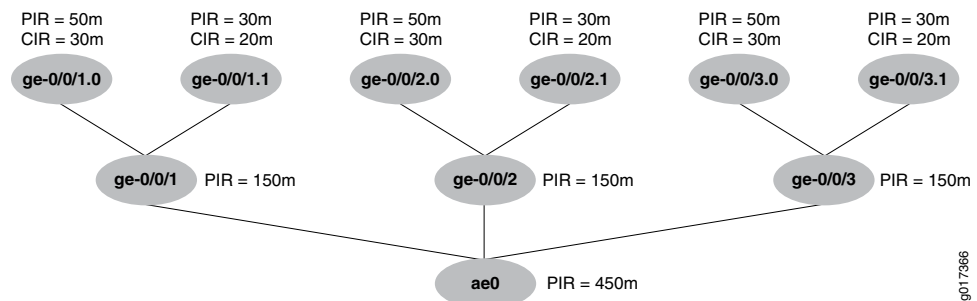 PIR = 50m
CIR = 30m
PIR = 30m
CIR = 20m
PIR = 50m
CIR = 30m
PIR = 30m
CIR = 20m
PIR = 50m
CIR = 30m
PIR = 30m
CIR = 20m
ge-0/0/1.0
ge-0/0/1.1
ge-0/0/2.0
ge-0/0/2.1
ge-0/0/3.0
ge-0/0/3.1
ge-0/0/1
PIR = 150m
ge-0/0/2
PIR = 150m
ge-0/0/3
PIR = 150m
ae0
PIR = 450m
g017366